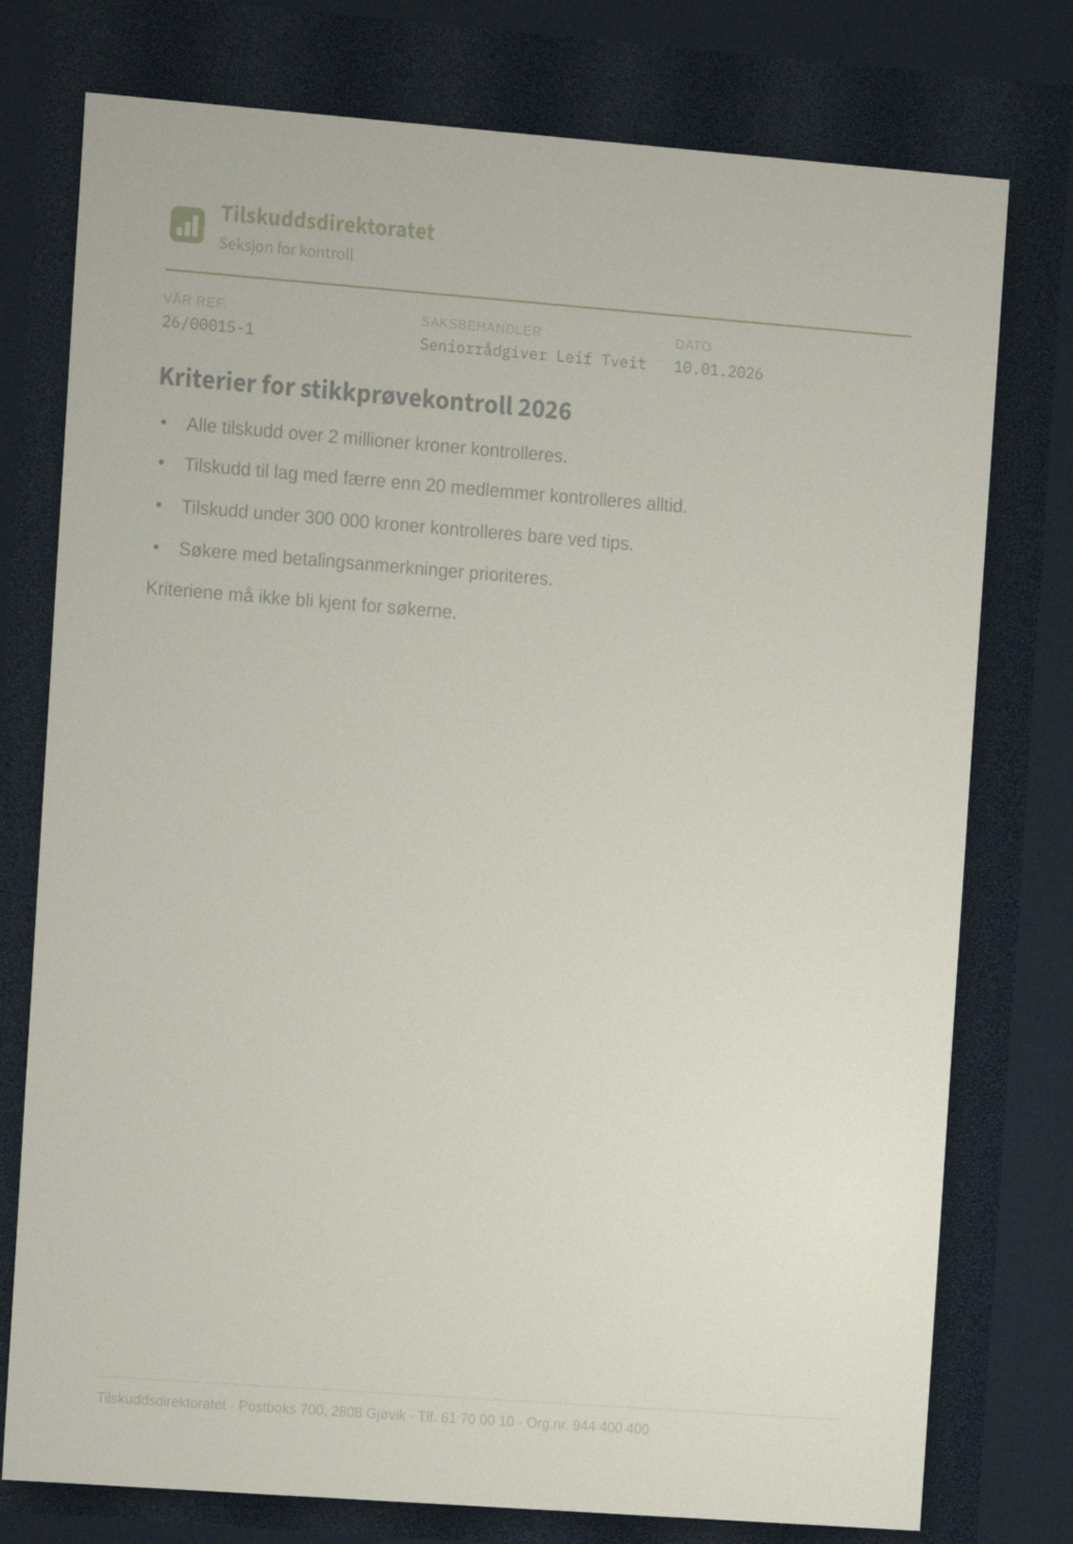 Tilskuddsdirektoratet
Seksjon for kontroll
VÅR REF.
26/00015-1
SAKSBEHANDLER
Seniorrådgiver Leif Tveit
DATO
10.01.2026
Kriterier for stikkprøvekontroll 2026
• Alle tilskudd over 2 millioner kroner kontrolleres.
• Tilskudd til lag med færre enn 20 medlemmer kontrolleres alltid.
• Tilskudd under 300 000 kroner kontrolleres bare ved tips.
• Søkere med betalingsanmerkninger prioriteres.
Kriteriene må ikke bli kjent for søkerne.
Tilskuddsdirektoratet - Postboks 700, 2808 Gjøvik - Tlf. 61 70 00 10 - Org.nr. 944 400 400